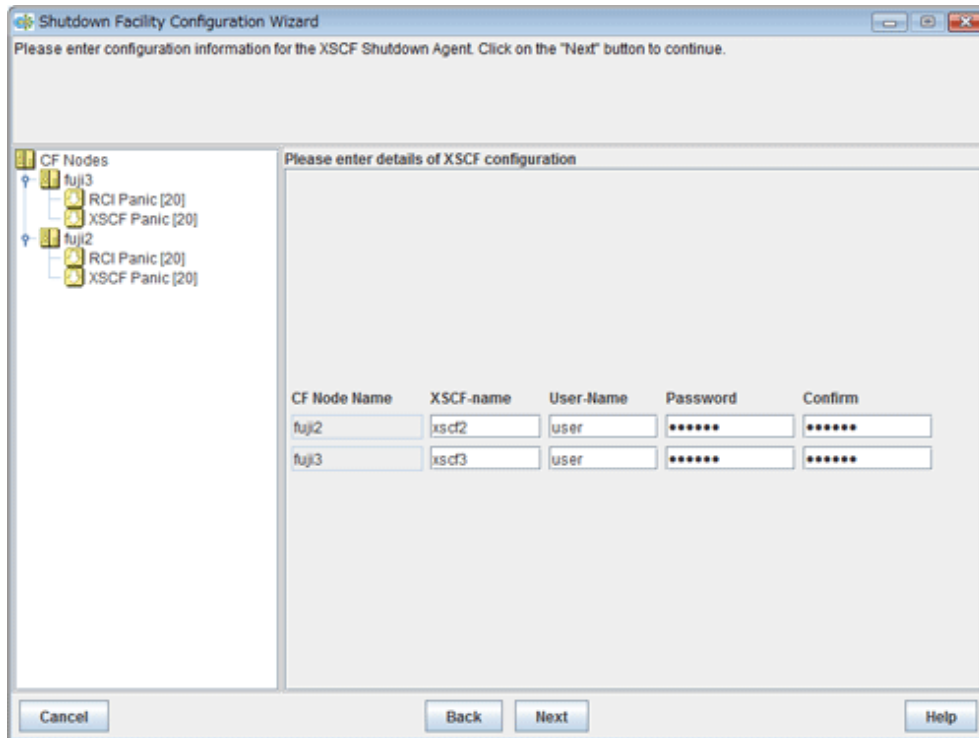 Shutdown Facility Configuration Wizard
Please enter configuration information for the XSCF Shutdown Agent. Click on the "Next" button to continue.
CF Nodes
fuji3
RCI Panic [20]
XSCF Panic [20]
fuji2
RCI Panic [20]
XSCF Panic [20]
Please enter details of XSCF configuration
CF Node Name XSCF-name User-Name Password Confirm
fuji2 xscf2 user •••••• ••••••
fuji3 xscf3 user •••••• ••••••
Cancel Back Next Help